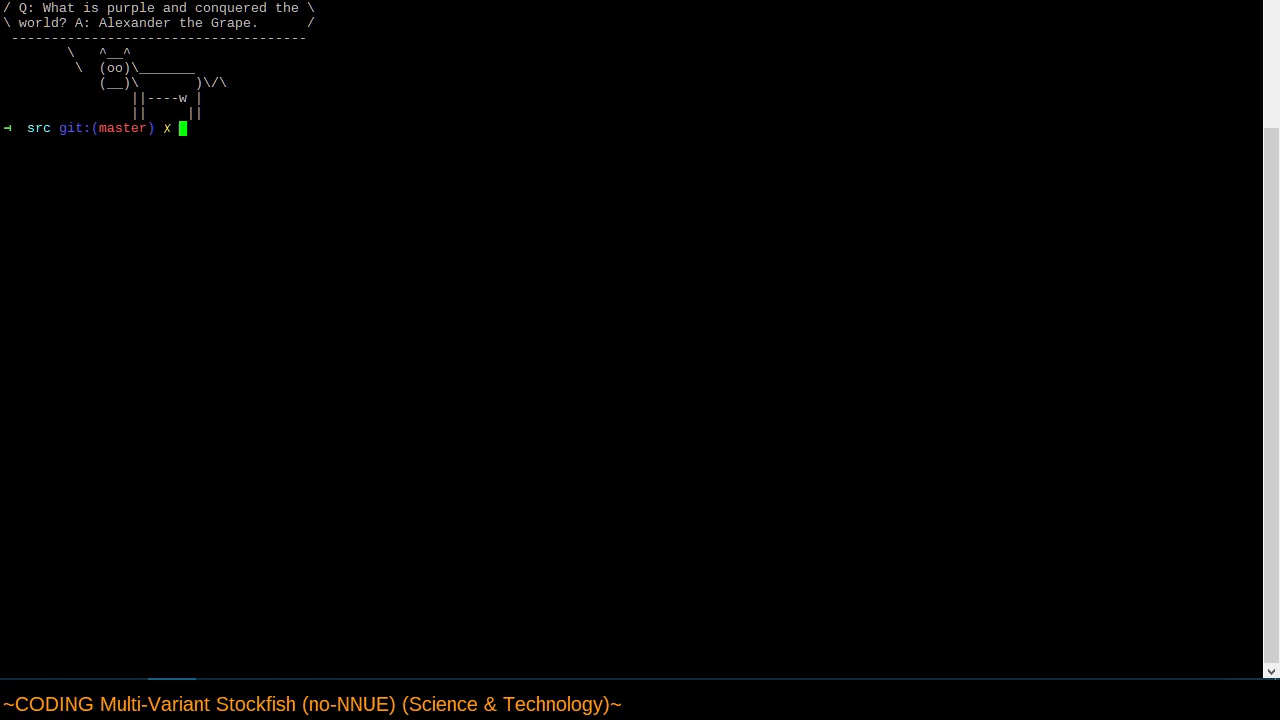 / Q: What is purple and conquered the \
\ world? A: Alexander the Grape.      /
 -------------------------------------
        \   ^__^
         \  (oo)\_______
            (__)\       )\/\
                ||----w |
                ||     ||
→  src git:(master) ✗
~CODING Multi-Variant Stockfish (no-NNUE) (Science & Technology)~